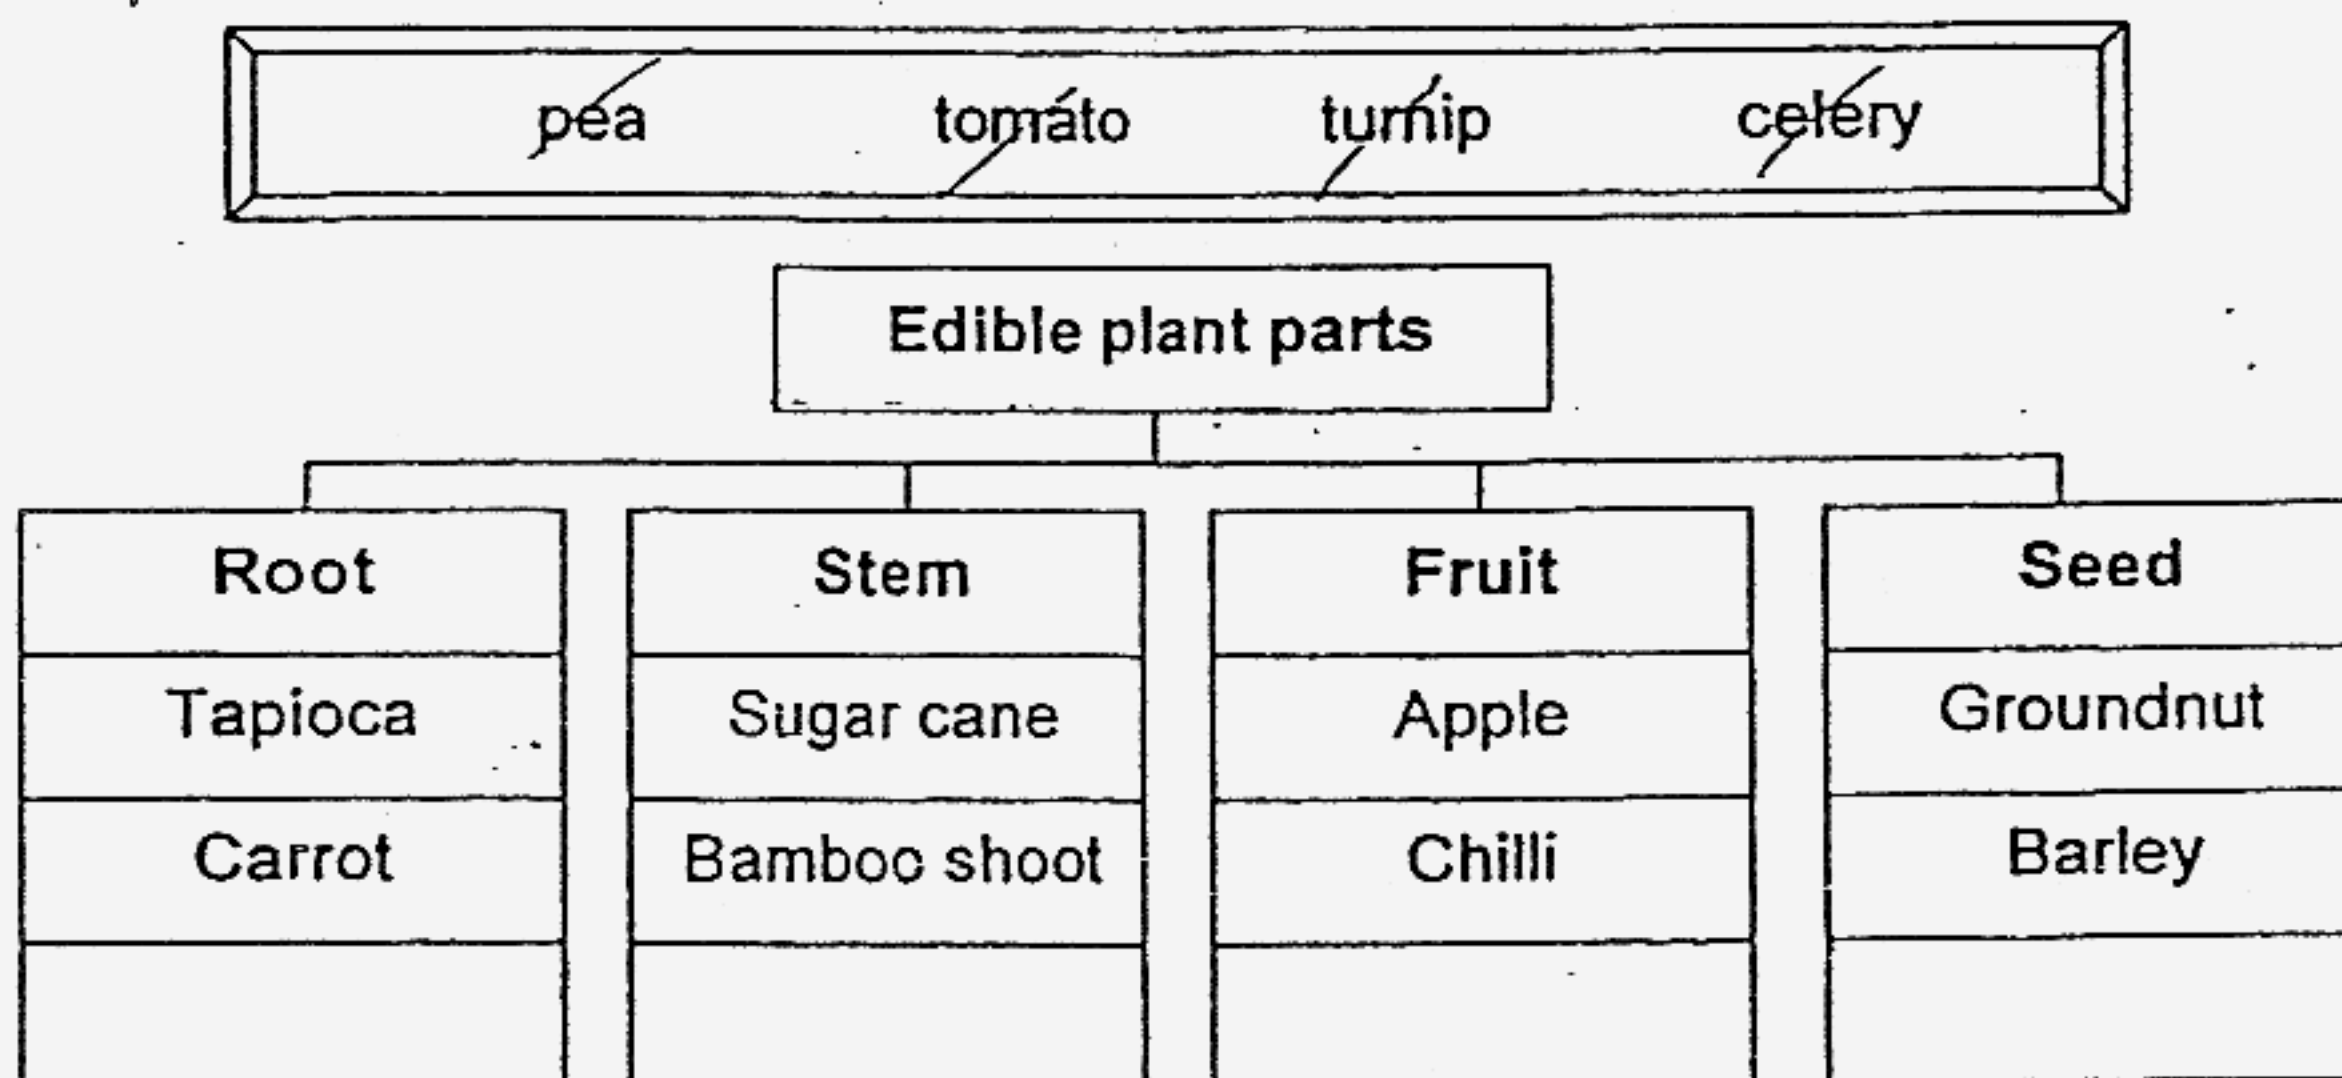 pea tomato turnip celery
Edible plant parts
Root Stem Fruit Seed
Tapioca Sugar cane Apple Groundnut
Carrot Bamboo shoot Chilli Barley